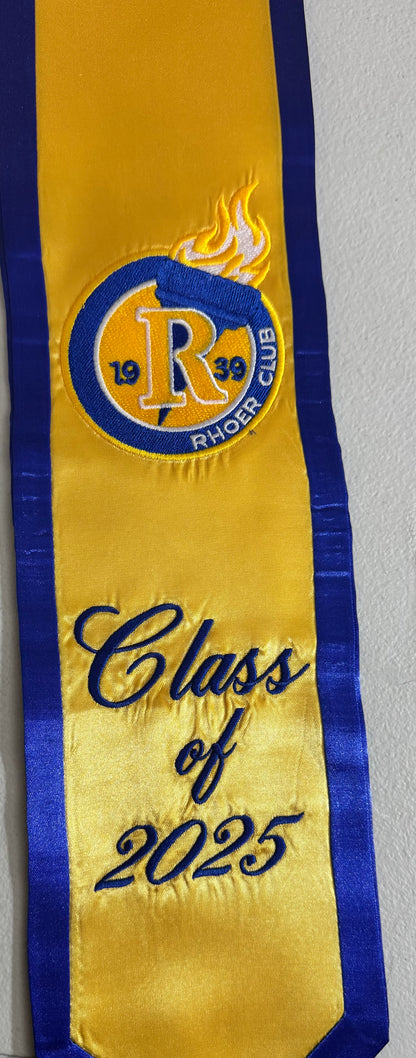 R
19 39
RHOER CLUB
Class
of
2025